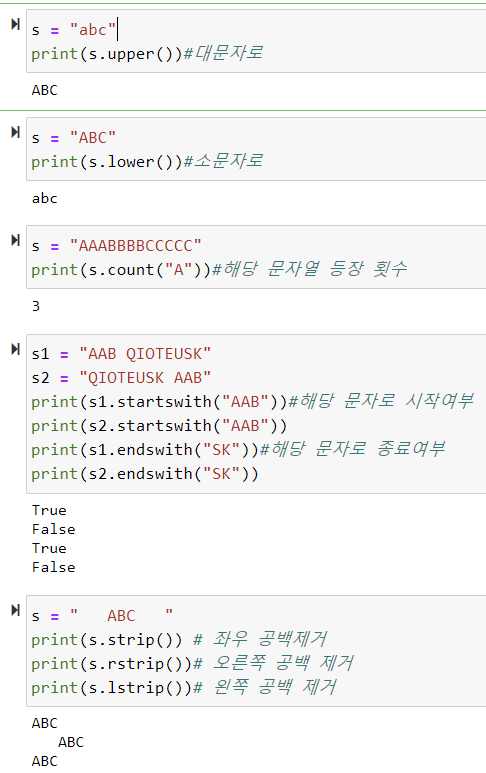 s = "abc"
print(s.upper())#대문자로
ABC
s = "ABC"
print(s.lower())#소문자로
abc
s = "AAABBBBCCCCC"
print(s.count("A"))#해당 문자열 등장 횟수
3
s1 = "AAB QIOTEUSK"
s2 = "QIOTEUSK AAB"
print(s1.startswith("AAB"))#해당 문자로 시작여부
print(s2.startswith("AAB"))
print(s1.endswith("SK"))#해당 문자로 종료여부
print(s2.endswith("SK"))
True
False
True
False
s = "   ABC   "
print(s.strip()) # 좌우 공백제거
print(s.rstrip())# 오른쪽 공백 제거
print(s.lstrip())# 왼쪽 공백 제거
ABC
   ABC
ABC